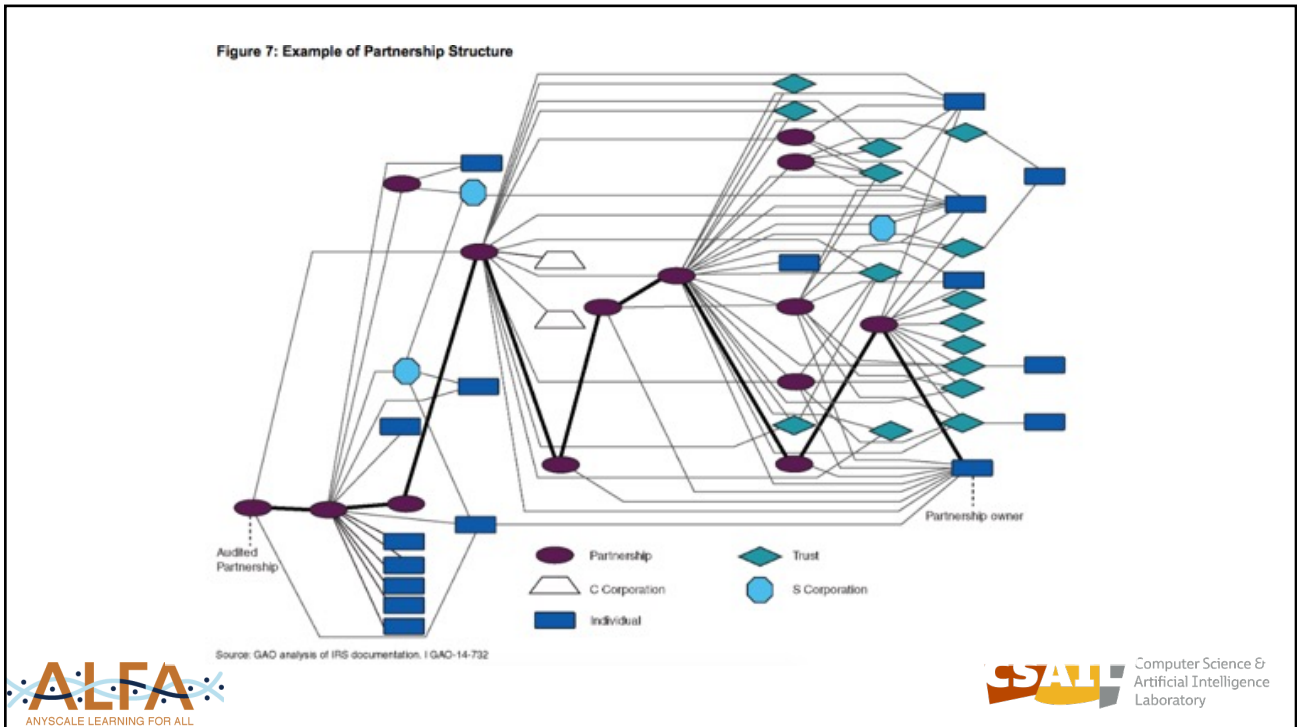 Figure 7: Example of Partnership Structure
Audited
Partnership
Partnership owner
Partnership
Trust
C Corporation
S Corporation
Individual
Source: GAO analysis of IRS documentation. I GAO-14-732
ALFA
ANYSCALE LEARNING FOR ALL
CSAIL
Computer Science &
Artificial Intelligence
Laboratory